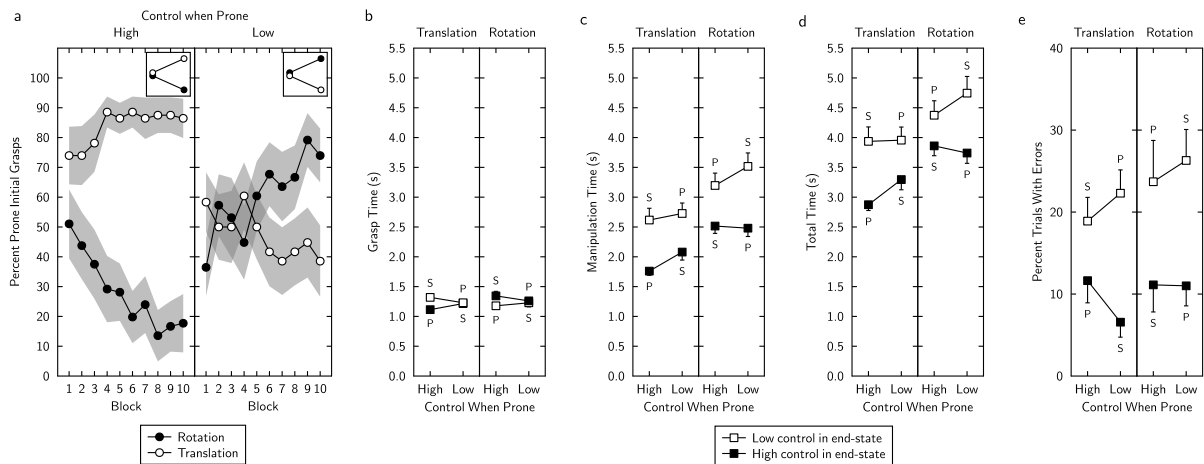 a
Control when Prone
High
Low
Percent Prone Initial Grasps
100
90
80
70
60
50
40
30
20
10
0
1 2 3 4 5 6 7 8 9 10
1 2 3 4 5 6 7 8 9 10
Block
Block
Rotation
Translation
b
Translation
Rotation
Grasp Time (s)
5.5
5.0
4.5
4.0
3.5
3.0
2.5
2.0
1.5
1.0
0.5
0.0
S
P
P
S
S
P
P
S
High Low High Low
Control When Prone
c
Translation
Rotation
Manipulation Time (s)
5.5
5.0
4.5
4.0
3.5
3.0
2.5
2.0
1.5
1.0
0.5
0.0
S
P
P
S
P
S
S
P
High Low High Low
Control When Prone
d
Translation
Rotation
Total Time (s)
5.5
5.0
4.5
4.0
3.5
3.0
2.5
2.0
1.5
1.0
0.5
0.0
S
P
P
S
P
S
S
P
High Low High Low
Control When Prone
Low control in end-state
High control in end-state
e
Translation
Rotation
Percent Trials With Errors
40
30
20
10
0
S
P
P
S
P
S
S
P
High Low High Low
Control When Prone